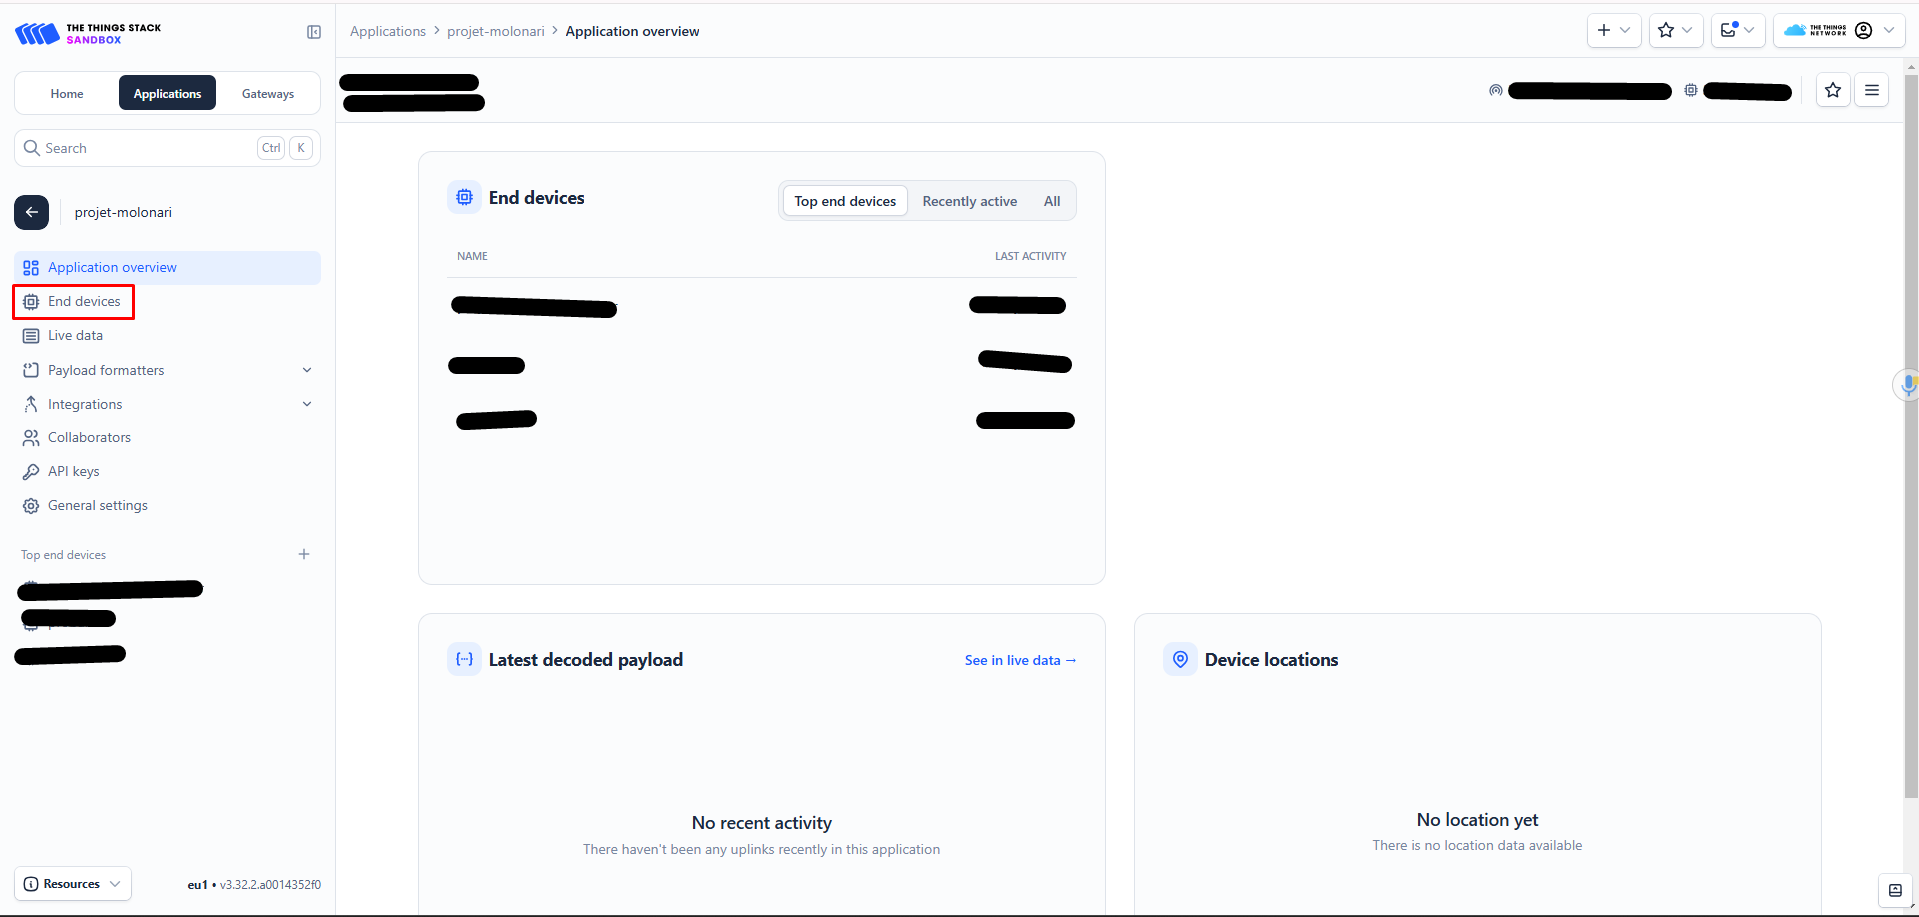 THE THINGS STACK
SANDBOX
Applications
projet-molonari
Application overview
THE THINGS
NETWORK
Home
Applications
Gateways
Search
Ctrl
K
projet-molonari
Application overview
End devices
Live data
Payload formatters
Integrations
Collaborators
API keys
General settings
Top end devices
Resources
eu1 • v3.32.2.a0014352f0
End devices
Top end devices
Recently active
All
NAME
LAST ACTIVITY
Latest decoded payload
See in live data →
No recent activity
There haven't been any uplinks recently in this application
Device locations
No location yet
There is no location data available